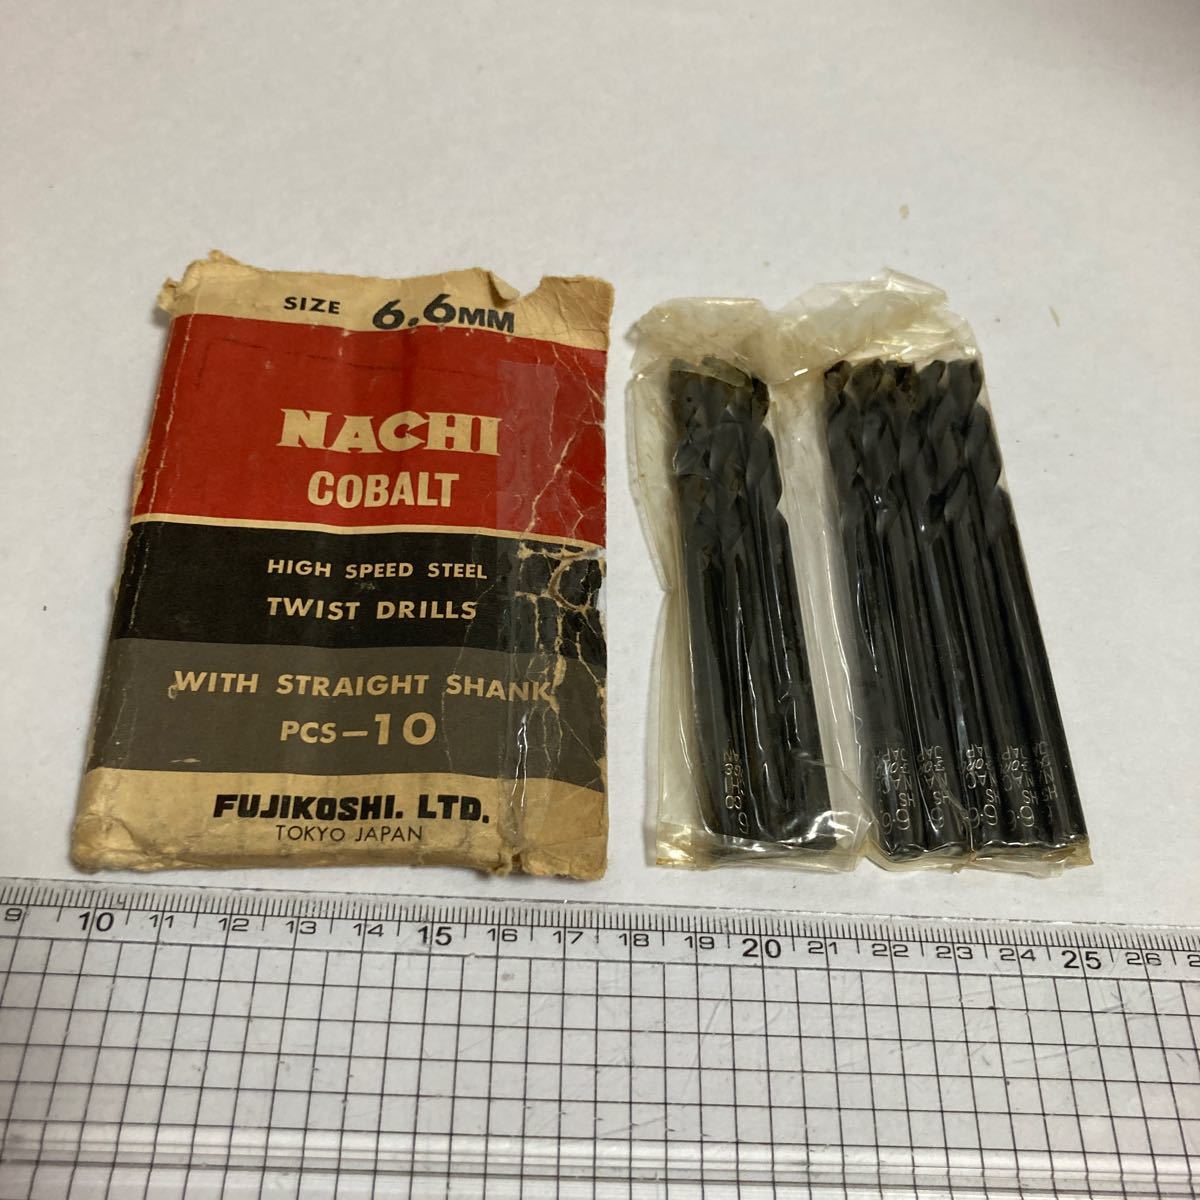 SIZE 6.6MM
NACHI
COBALT
HIGH SPEED STEEL
TWIST DRILLS
WITH STRAIGHT SHANK
PCS-10
FUJIKOSHI. LTD.
TOKYO JAPAN
9 10 11 12 13 14 15 16 17 18 19 20 21 22 23 24 25 26